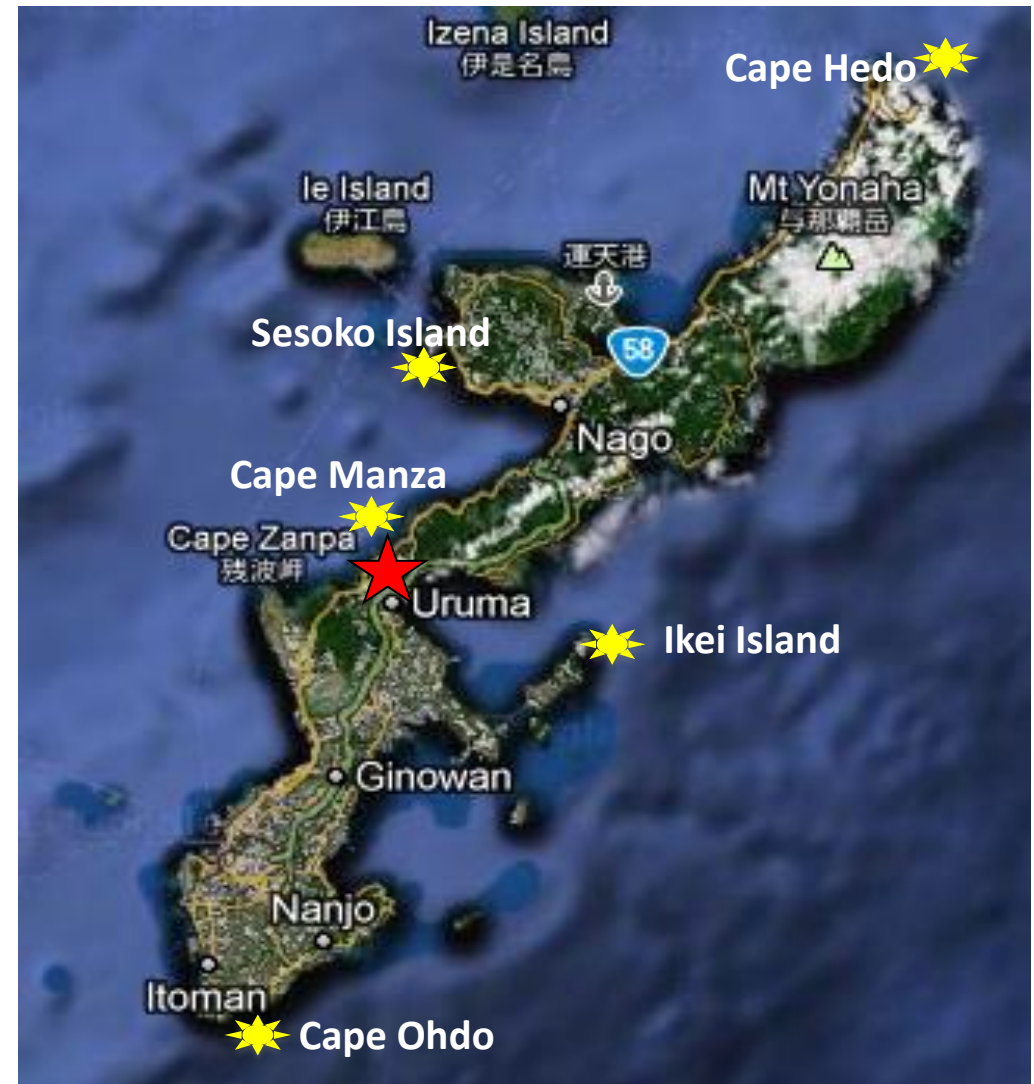 Izena Island
伊是名島
Cape Hedo
Ie Island
伊江島
Mt Yonaha
与那覇岳
運天港
Sesoko Island
58
Nago
Cape Manza
Cape Zanpa
残波岬
Uruma
Ikei Island
Ginowan
Nanjo
Itoman
Cape Ohdo